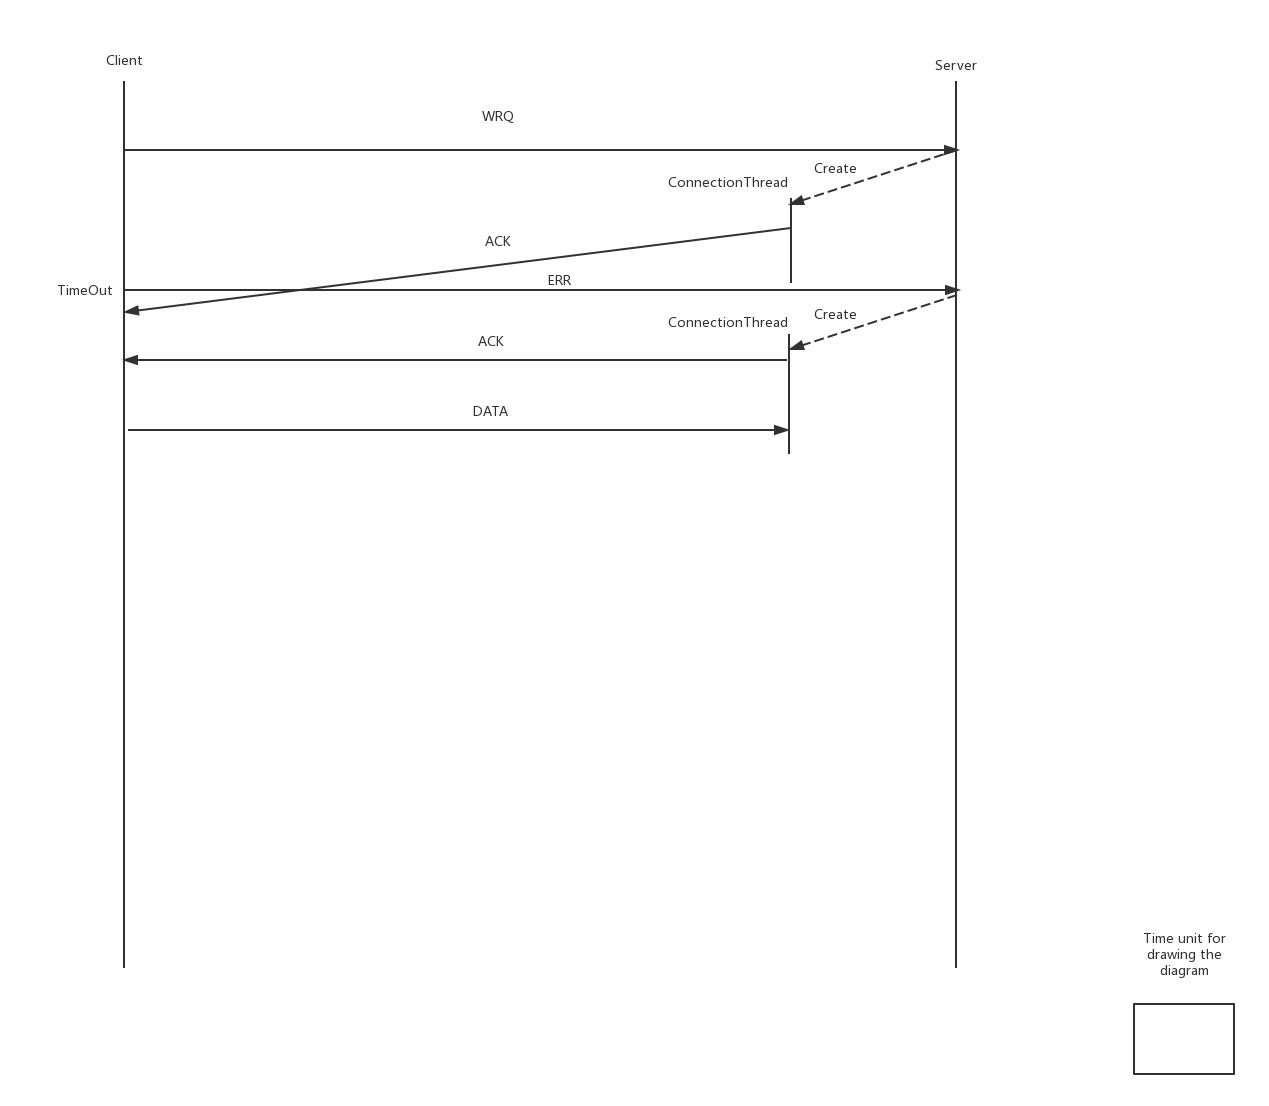 Client
Server
WRQ
Create
ConnectionThread
ACK
ERR
TimeOut
Create
ConnectionThread
ACK
DATA
Time unit for
drawing the
diagram